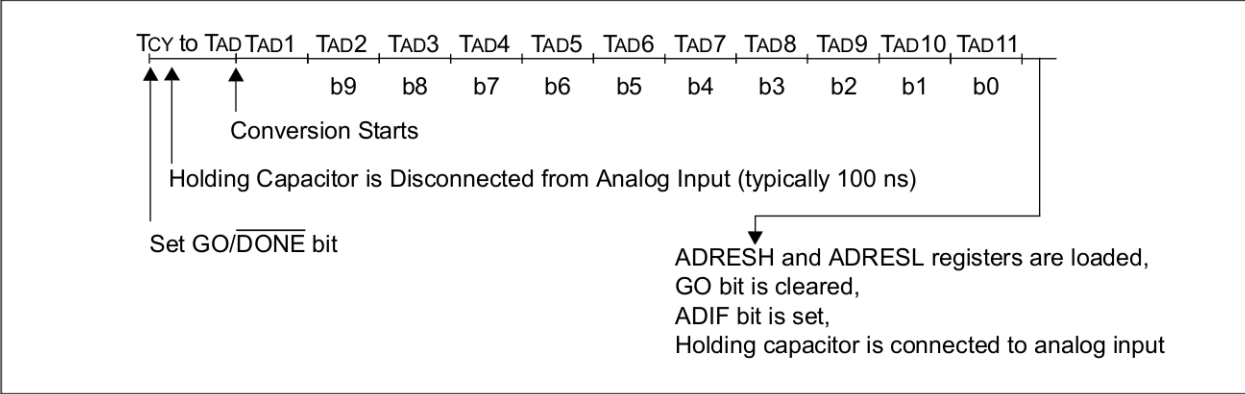 TCY to TAD TAD1 TAD2 TAD3 TAD4 TAD5 TAD6 TAD7 TAD8 TAD9 TAD10 TAD11
b9 b8 b7 b6 b5 b4 b3 b2 b1 b0
Conversion Starts
Holding Capacitor is Disconnected from Analog Input (typically 100 ns)
Set GO/D̅O̅N̅E̅ bit
ADRESH and ADRESL registers are loaded,
GO bit is cleared,
ADIF bit is set,
Holding capacitor is connected to analog input